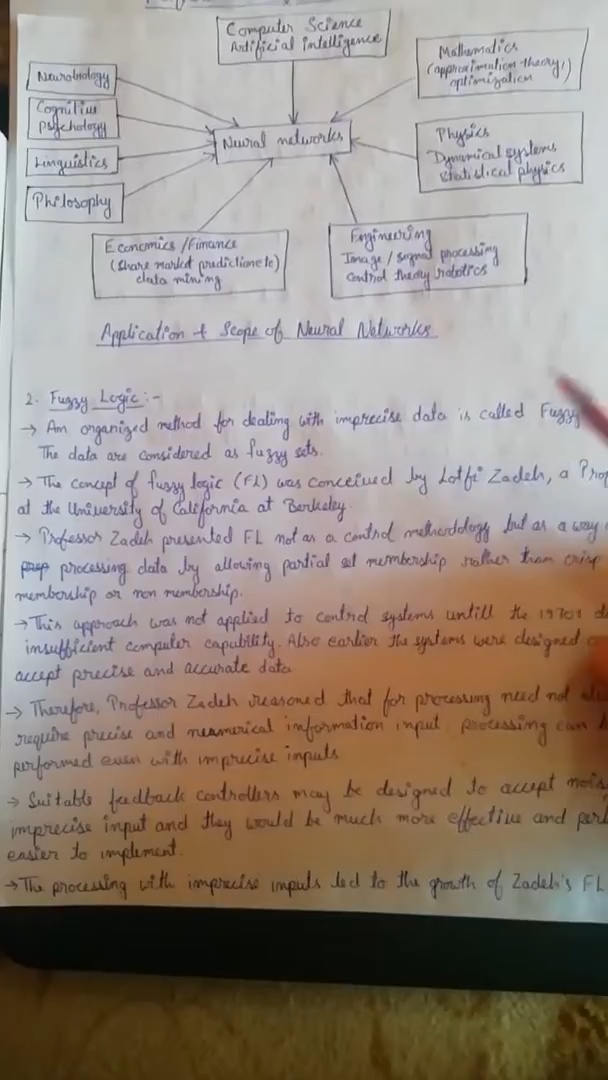 Computer Science
Artificial intelligence
Mathematics
(approximation theory,)
optimization
Neurobiology
Cognitive
psychology
Linguistics
Philosophy
Neural networks
Physics
Dynamical systems
statistical physics
Economics / Finance
(share market prediction etc)
data mining
Engineering
Image / signal processing
control theory robotics
Application + Scope of Neural Networks
2. Fuzzy Logic :-
→ An organized method for dealing with imprecise data is called Fuzzy
The data are considered as fuzzy sets.
→ The concept of fuzzy logic (FL) was conceived by Lotfi Zadeh, a Prof
at the University of California at Berkeley.
→ Professor Zadeh presented FL not as a control methodology but as a way
processing data by allowing partial set membership rather than crisp
membership or non membership.
→ This approach was not applied to control systems untill the 1970s
insufficient computer capability. Also earlier the systems were designed
accept precise and accurate data
→ Therefore, Professor Zadeh reasoned that for processing need not
require precise and numerical information input, processing can
performed even with imprecise inputs
→ Suitable feedback controllers may be designed to accept nois
imprecise input and they would be much more effective and
easier to implement.
→ The processing with imprecise inputs led to the growth of Zadeh's FL